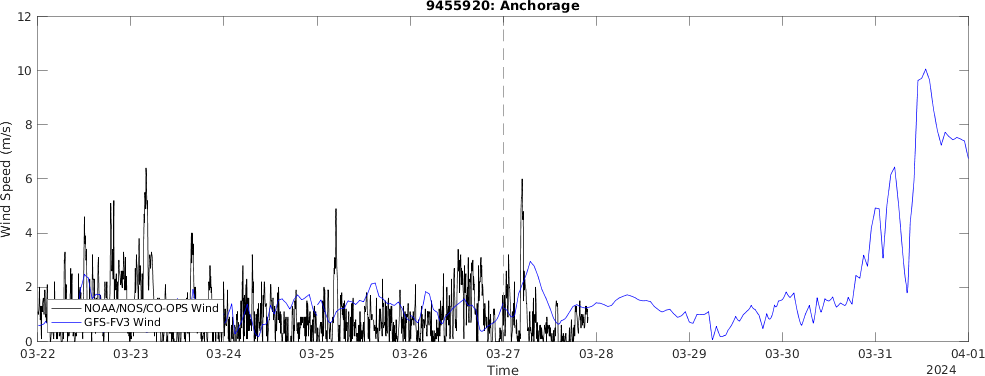 9455920: Anchorage
12
10
8
6
4
2
0
Wind Speed (m/s)
NOAA/NOS/CO-OPS Wind
GFS-FV3 Wind
03-22 03-23 03-24 03-25 03-26 03-27 03-28 03-29 03-30 03-31 04-01
Time
2024